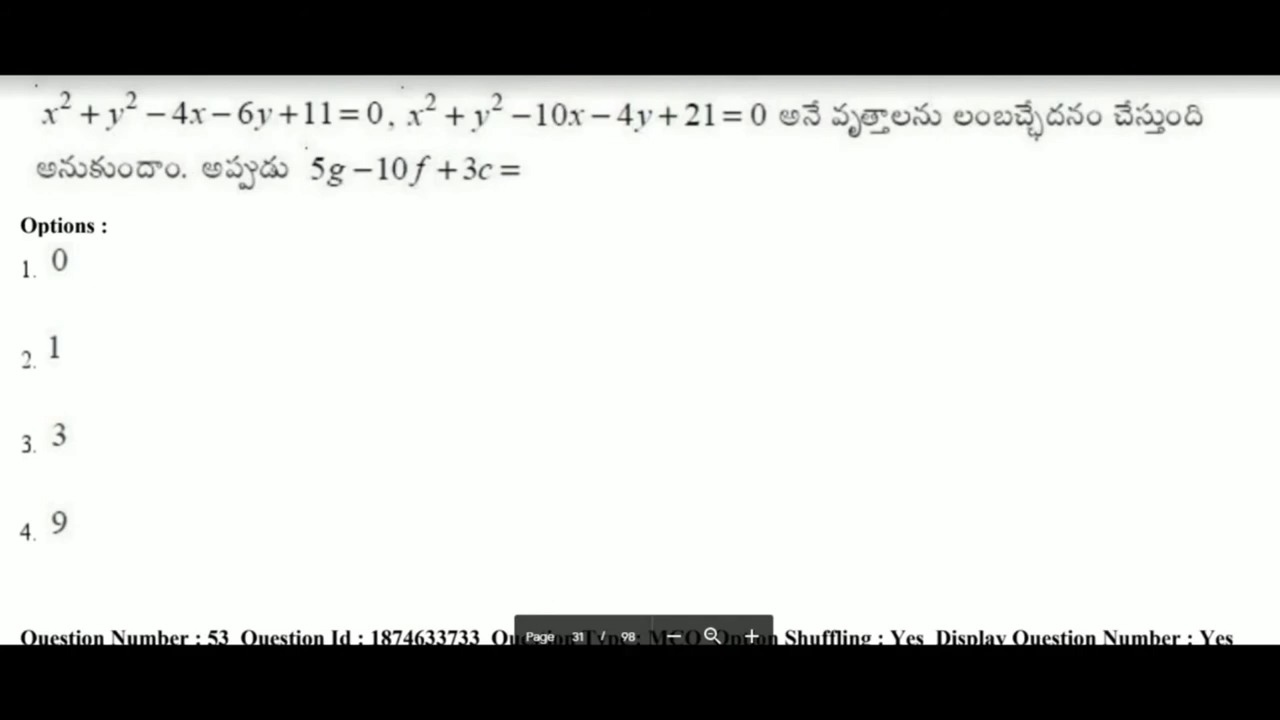 x² + y² − 4x − 6y + 11 = 0, x² + y² − 10x − 4y + 21 = 0 అనే వృత్తాలను లంబచ్ఛేదనం చేస్తుంది
అనుకుందాం. అప్పుడు 5g − 10f + 3c =
Options :
1. 0
2. 1
3. 3
4. 9
Question Number : 53 Question Id : 1874633733 Option Shuffling : Yes Display Question Number : Yes
Page 31 / 98 − +